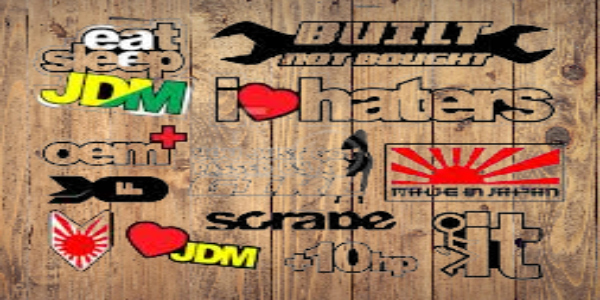 eat
sleep
JDM
BUILT
NOT BOUGHT
i haters
oem+
F
MADE IN JAPAN
JDM
scrape
+10hp
it